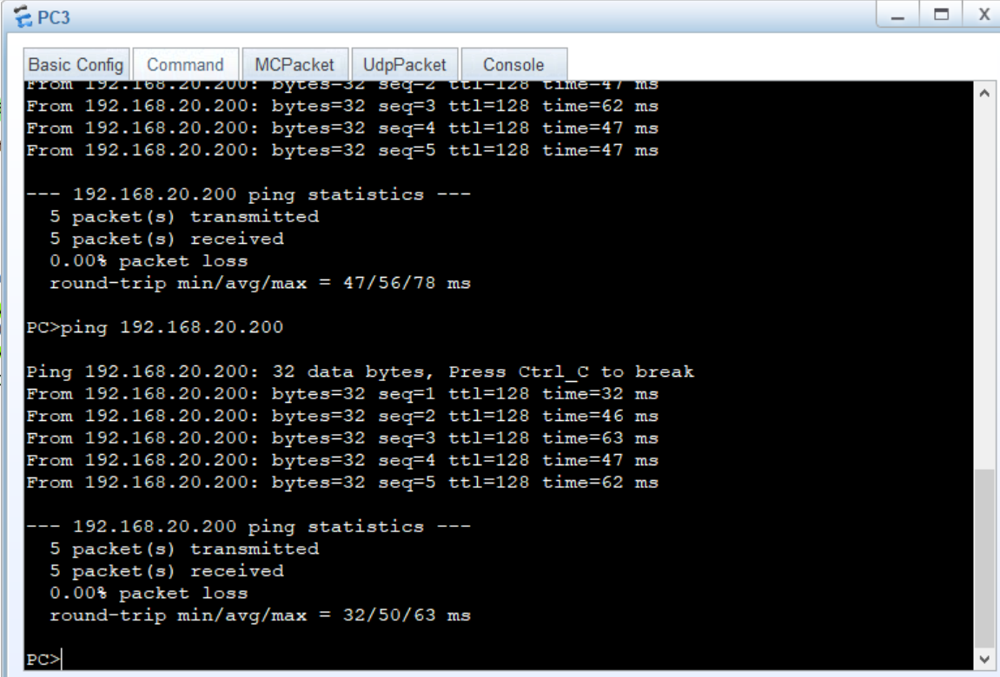 PC3
X
Basic Config Command MCPacket UdpPacket Console
From 192.168.20.200: bytes=32 seq=2 ttl=128 time=47 ms
From 192.168.20.200: bytes=32 seq=3 ttl=128 time=62 ms
From 192.168.20.200: bytes=32 seq=4 ttl=128 time=47 ms
From 192.168.20.200: bytes=32 seq=5 ttl=128 time=47 ms
--- 192.168.20.200 ping statistics ---
5 packet(s) transmitted
5 packet(s) received
0.00% packet loss
round-trip min/avg/max = 47/56/78 ms
PC>ping 192.168.20.200
Ping 192.168.20.200: 32 data bytes, Press Ctrl_C to break
From 192.168.20.200: bytes=32 seq=1 ttl=128 time=32 ms
From 192.168.20.200: bytes=32 seq=2 ttl=128 time=46 ms
From 192.168.20.200: bytes=32 seq=3 ttl=128 time=63 ms
From 192.168.20.200: bytes=32 seq=4 ttl=128 time=47 ms
From 192.168.20.200: bytes=32 seq=5 ttl=128 time=62 ms
--- 192.168.20.200 ping statistics ---
5 packet(s) transmitted
5 packet(s) received
0.00% packet loss
round-trip min/avg/max = 32/50/63 ms
PC>